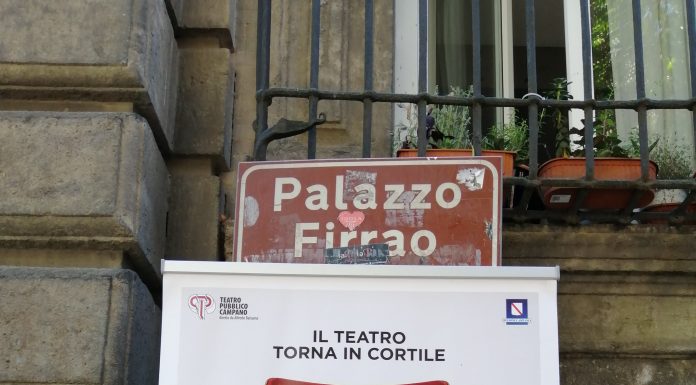 Palazzo
Firrao
TEATRO
PUBBLICO
CAMPANO
IL TEATRO
TORNA IN CORTILE